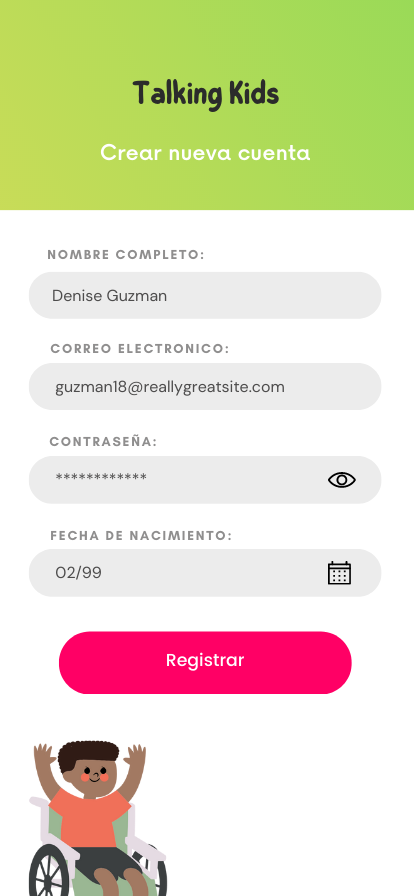 Talking Kids
Crear nueva cuenta
NOMBRE COMPLETO:
Denise Guzman
CORREO ELECTRONICO:
guzman18@reallygreatsite.com
CONTRASEÑA:
************
FECHA DE NACIMIENTO:
02/99
Registrar